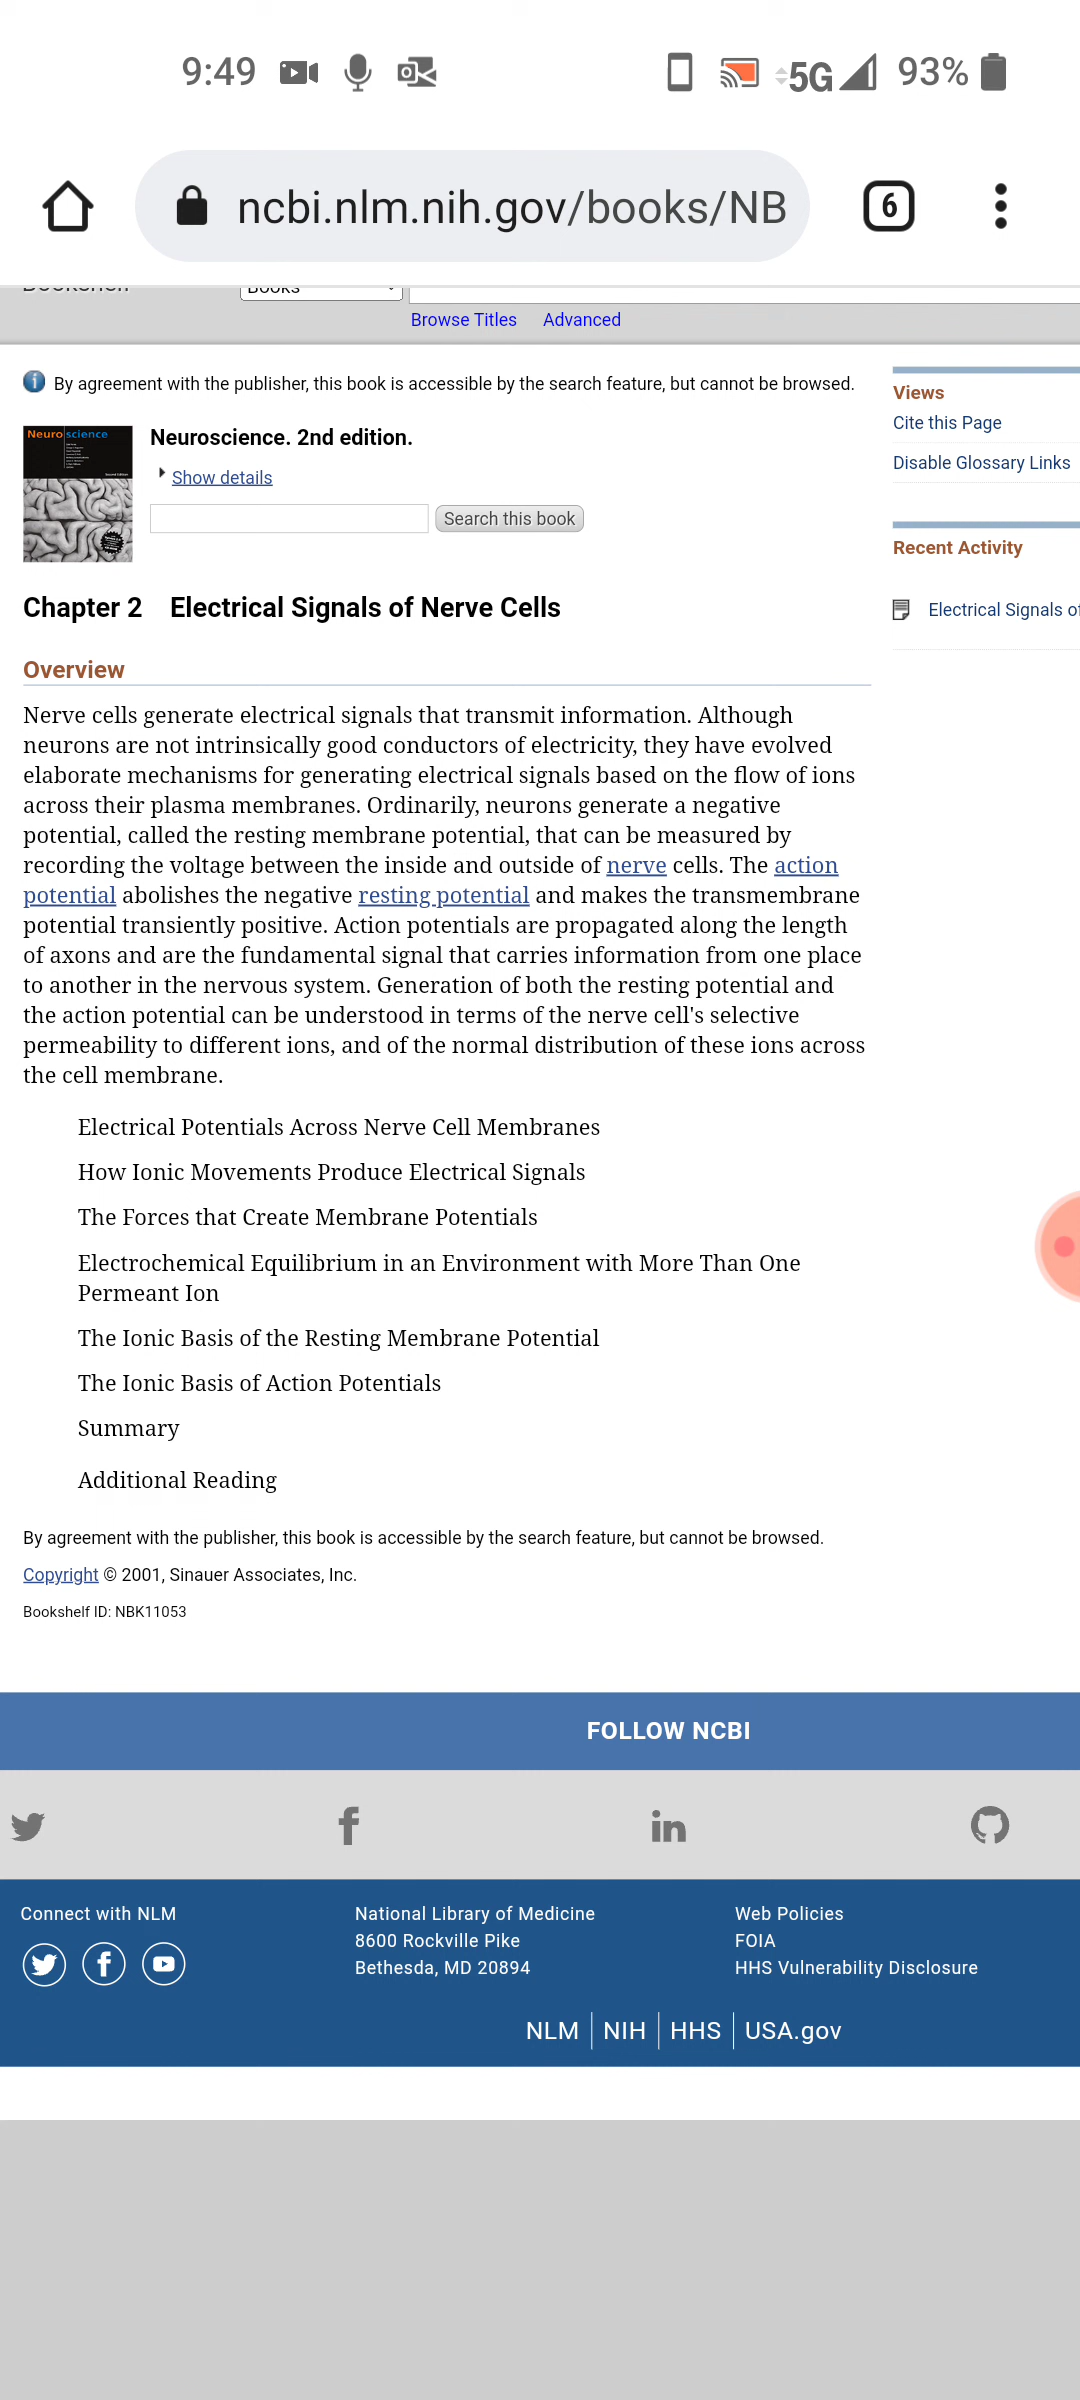 9:49
5G
93%
ncbi.nlm.nih.gov/books/NB
6
Books
Browse Titles Advanced
By agreement with the publisher, this book is accessible by the search feature, but cannot be browsed.
Neuroscience
Neuroscience. 2nd edition.
Show details
Search this book
Views
Cite this Page
Disable Glossary Links
Recent Activity
Electrical Signals of
Chapter 2 Electrical Signals of Nerve Cells
Overview
Nerve cells generate electrical signals that transmit information. Although
neurons are not intrinsically good conductors of electricity, they have evolved
elaborate mechanisms for generating electrical signals based on the flow of ions
across their plasma membranes. Ordinarily, neurons generate a negative
potential, called the resting membrane potential, that can be measured by
recording the voltage between the inside and outside of nerve cells. The action
potential abolishes the negative resting potential and makes the transmembrane
potential transiently positive. Action potentials are propagated along the length
of axons and are the fundamental signal that carries information from one place
to another in the nervous system. Generation of both the resting potential and
the action potential can be understood in terms of the nerve cell's selective
permeability to different ions, and of the normal distribution of these ions across
the cell membrane.
Electrical Potentials Across Nerve Cell Membranes
How Ionic Movements Produce Electrical Signals
The Forces that Create Membrane Potentials
Electrochemical Equilibrium in an Environment with More Than One
Permeant Ion
The Ionic Basis of the Resting Membrane Potential
The Ionic Basis of Action Potentials
Summary
Additional Reading
By agreement with the publisher, this book is accessible by the search feature, but cannot be browsed.
Copyright © 2001, Sinauer Associates, Inc.
Bookshelf ID: NBK11053
FOLLOW NCBI
Connect with NLM
National Library of Medicine
8600 Rockville Pike
Bethesda, MD 20894
Web Policies
FOIA
HHS Vulnerability Disclosure
NLM NIH HHS USA.gov